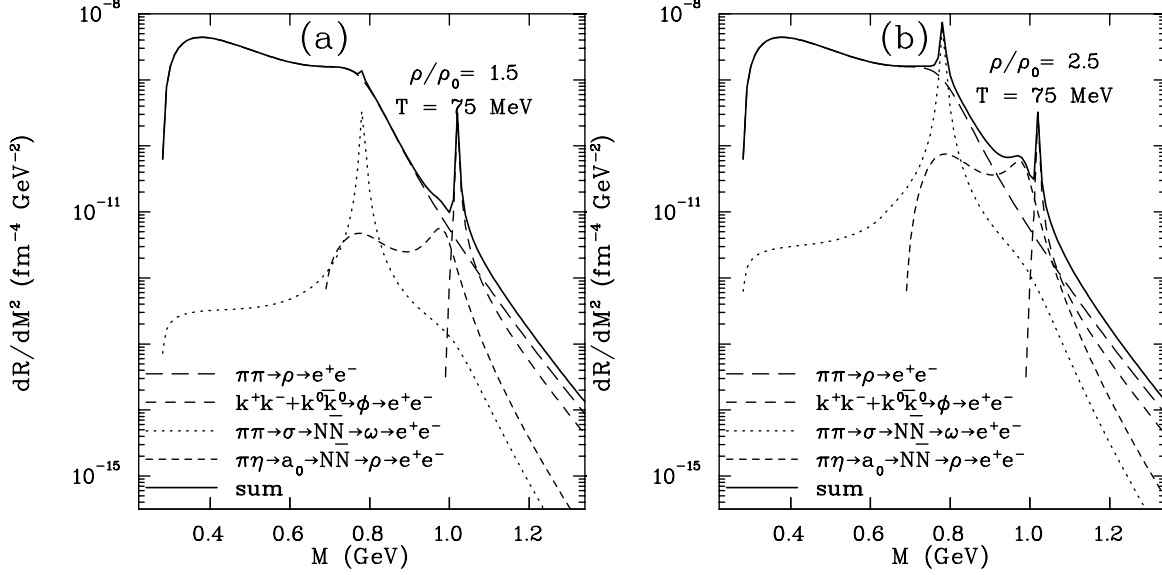 (a)
ρ/ρ₀= 1.5
T = 75 MeV
10⁻⁸
10⁻¹¹
10⁻¹⁵
dR/dM² (fm⁻⁴ GeV⁻²)
ππ→ρ→e⁺e⁻
k⁺k⁻+k⁰k̅⁰→ϕ→e⁺e⁻
ππ→σ→NN̅→ω→e⁺e⁻
πη→a₀→NN̅→ρ→e⁺e⁻
sum
0.4 0.6 0.8 1.0 1.2
M (GeV)
(b)
ρ/ρ₀= 2.5
T = 75 MeV
10⁻⁸
10⁻¹¹
10⁻¹⁵
dR/dM² (fm⁻⁴ GeV⁻²)
ππ→ρ→e⁺e⁻
k⁺k⁻+k⁰k̅⁰→ϕ→e⁺e⁻
ππ→σ→NN̅→ω→e⁺e⁻
πη→a₀→NN̅→ρ→e⁺e⁻
sum
0.4 0.6 0.8 1.0 1.2
M (GeV)